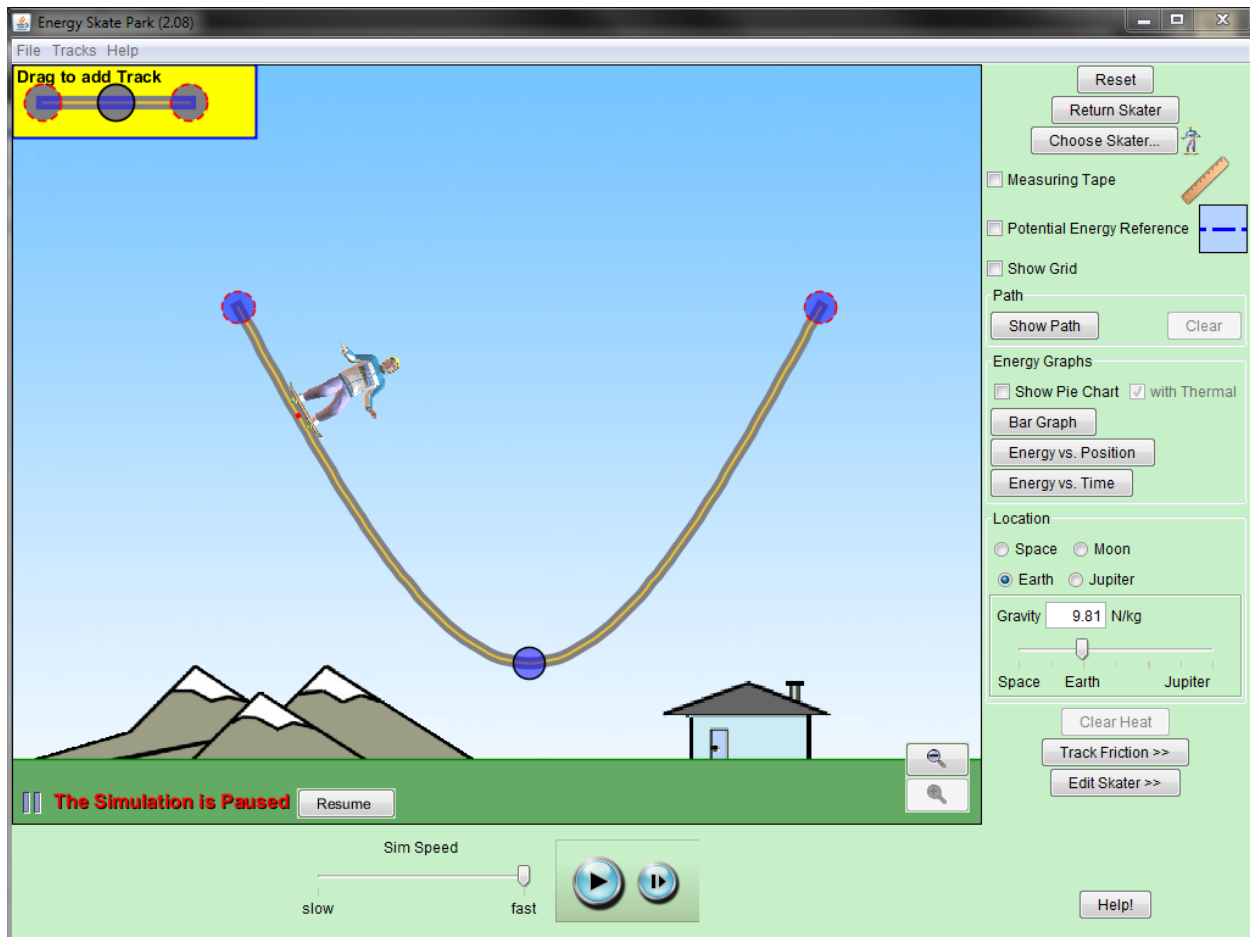 Energy Skate Park (2.08)
File Tracks Help
Drag to add Track
Reset
Return Skater
Choose Skater...
Measuring Tape
Potential Energy Reference
Show Grid
Path
Show Path Clear
Energy Graphs
Show Pie Chart with Thermal
Bar Graph
Energy vs. Position
Energy vs. Time
Location
Space Moon
Earth Jupiter
Gravity 9.81 N/kg
Space Earth Jupiter
Clear Heat
Track Friction >>
Edit Skater >>
The Simulation is Paused Resume
Sim Speed
slow fast
Help!